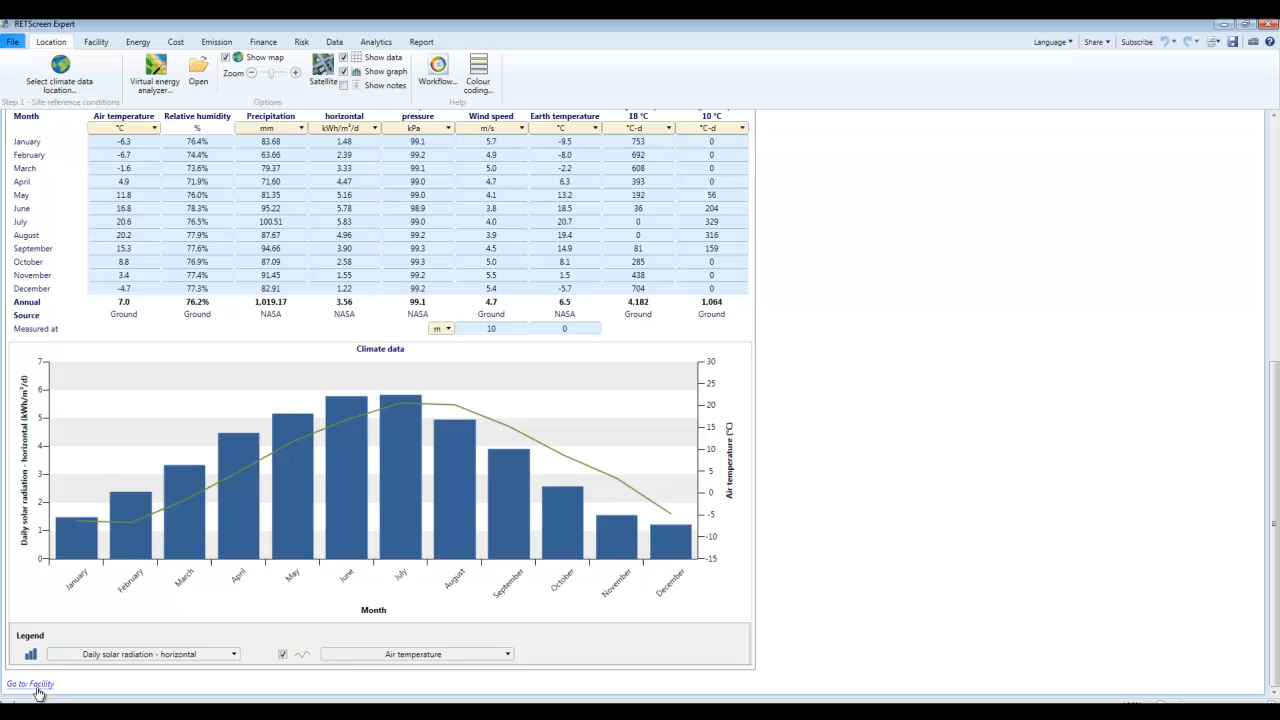 RETScreen Expert
File Location Facility Energy Cost Emission Finance Risk Data Analytics Report Language Share Subscribe
Select climate data location...
Virtual energy analyzer...
Open
Show map
Zoom
Satellite
Show data
Show graph
Show notes
Workflow...
Colour coding...
Step 1 - Site reference conditions Options Help
Month Air temperature Relative humidity Precipitation horizontal pressure Wind speed Earth temperature 18 °C 10 °C
°C % mm kWh/m²/d kPa m/s °C °C-d °C-d
January -6.3 76.4% 83.68 1.48 99.1 5.7 -9.5 753 0
February -6.7 74.4% 63.66 2.39 99.2 4.9 -8.0 692 0
March -1.6 73.6% 79.37 3.33 99.1 5.0 -2.2 608 0
April 4.9 71.9% 71.60 4.47 99.0 4.7 6.3 393 0
May 11.8 76.0% 81.35 5.16 99.0 4.1 13.2 192 56
June 16.8 78.3% 95.22 5.78 98.9 3.8 18.5 36 204
July 20.6 76.5% 100.51 5.83 99.0 4.0 20.7 0 329
August 20.2 77.9% 87.67 4.96 99.2 3.9 19.4 0 316
September 15.3 77.6% 94.66 3.90 99.3 4.5 14.9 81 159
October 8.8 76.9% 87.09 2.58 99.3 5.0 8.1 285 0
November 3.4 77.4% 91.45 1.55 99.2 5.5 1.5 438 0
December -4.7 77.3% 82.91 1.22 99.2 5.4 -5.7 704 0
Annual 7.0 76.2% 1,019.17 3.56 99.1 4.7 6.5 4,182 1,064
Source Ground Ground NASA NASA NASA Ground NASA Ground Ground
Measured at m 10 0
Climate data
Daily solar radiation - horizontal (kWh/m²/d)
7
6
5
4
3
2
1
0
30
25
20
15
10
5
0
-5
-10
-15
Air temperature (°C)
January February March April May June July August September October November December
Month
Legend
Daily solar radiation - horizontal Air temperature
Go to: Facility